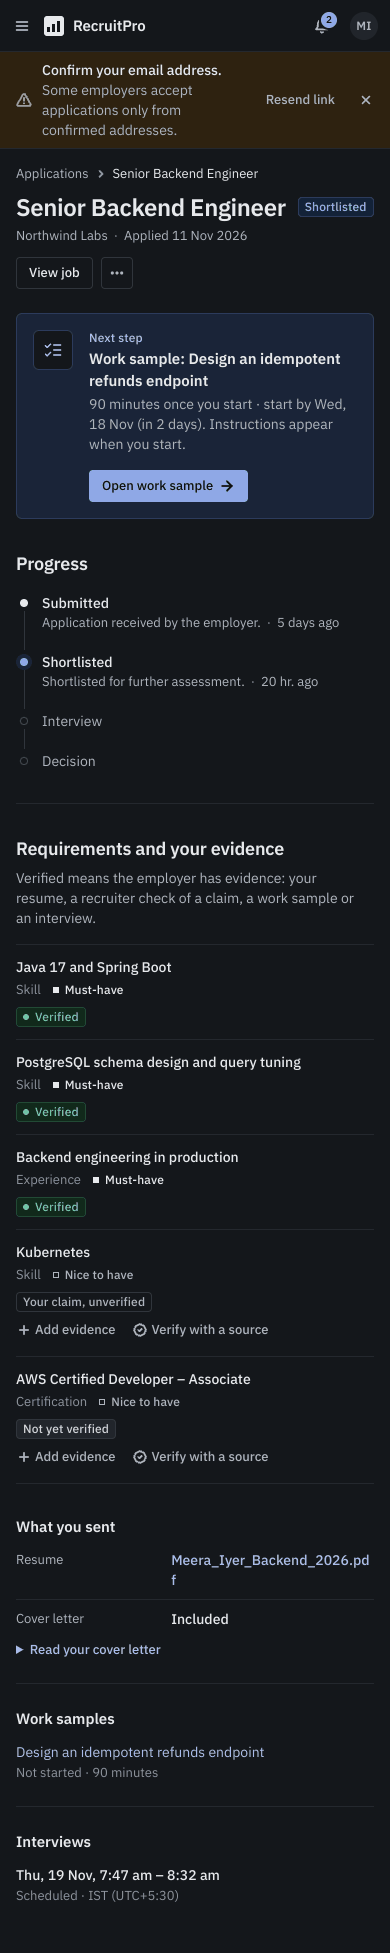 RecruitPro
2
MI
Confirm your email address.
Some employers accept
applications only from
confirmed addresses.
Resend link
Applications
Senior Backend Engineer
Senior Backend Engineer
Shortlisted
Northwind Labs · Applied 11 Nov 2026
View job
Next step
Work sample: Design an idempotent
refunds endpoint
90 minutes once you start · start by Wed,
18 Nov (in 2 days). Instructions appear
when you start.
Open work sample
Progress
Submitted
Application received by the employer. · 5 days ago
Shortlisted
Shortlisted for further assessment. · 20 hr. ago
Interview
Decision
Requirements and your evidence
Verified means the employer has evidence: your
resume, a recruiter check of a claim, a work sample or
an interview.
Java 17 and Spring Boot
Skill Must-have
Verified
PostgreSQL schema design and query tuning
Skill Must-have
Verified
Backend engineering in production
Experience Must-have
Verified
Kubernetes
Skill Nice to have
Your claim, unverified
Add evidence Verify with a source
AWS Certified Developer – Associate
Certification Nice to have
Not yet verified
Add evidence Verify with a source
What you sent
Resume Meera_Iyer_Backend_2026.pd
f
Cover letter Included
Read your cover letter
Work samples
Design an idempotent refunds endpoint
Not started · 90 minutes
Interviews
Thu, 19 Nov, 7:47 am – 8:32 am
Scheduled · IST (UTC+5:30)